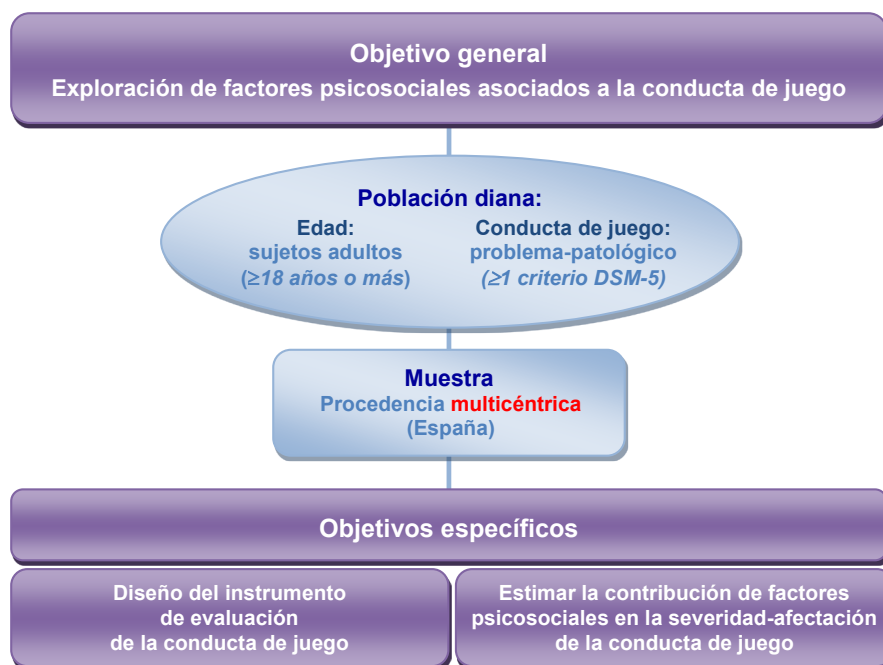 Objetivo general
Exploración de factores psicosociales asociados a la conducta de juego
Población diana:
Edad:
sujetos adultos
(≥18 años o más)
Conducta de juego:
problema-patológico
(≥1 criterio DSM-5)
Muestra
Procedencia multicéntrica
(España)
Objetivos específicos
Diseño del instrumento
de evaluación
de la conducta de juego
Estimar la contribución de factores
psicosociales en la severidad-afectación
de la conducta de juego